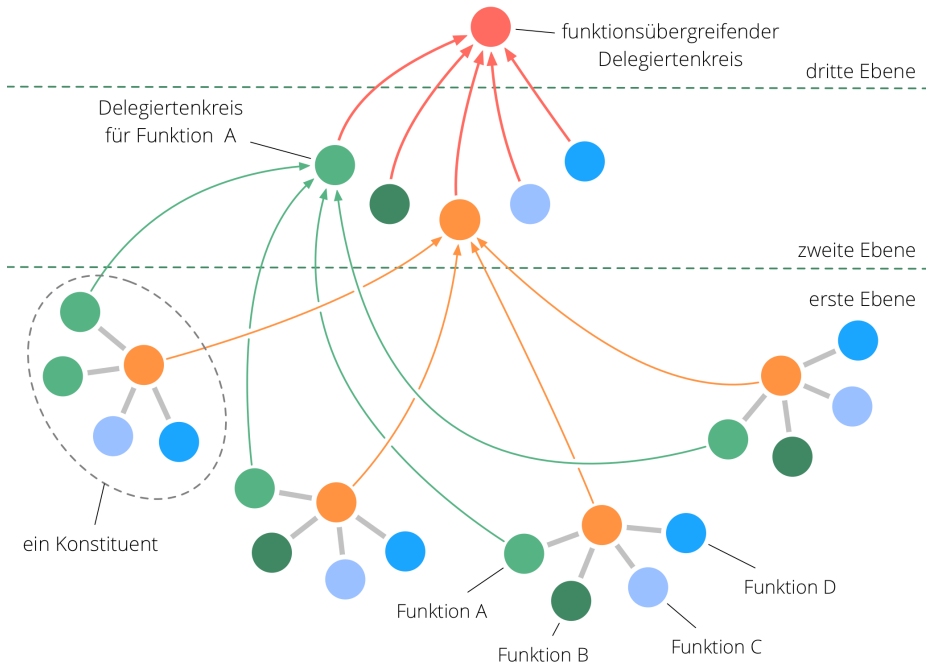 funktionsübergreifender
Delegiertenkreis
dritte Ebene
Delegiertenkreis
für Funktion A
zweite Ebene
erste Ebene
ein Konstituent
Funktion A
Funktion B
Funktion C
Funktion D